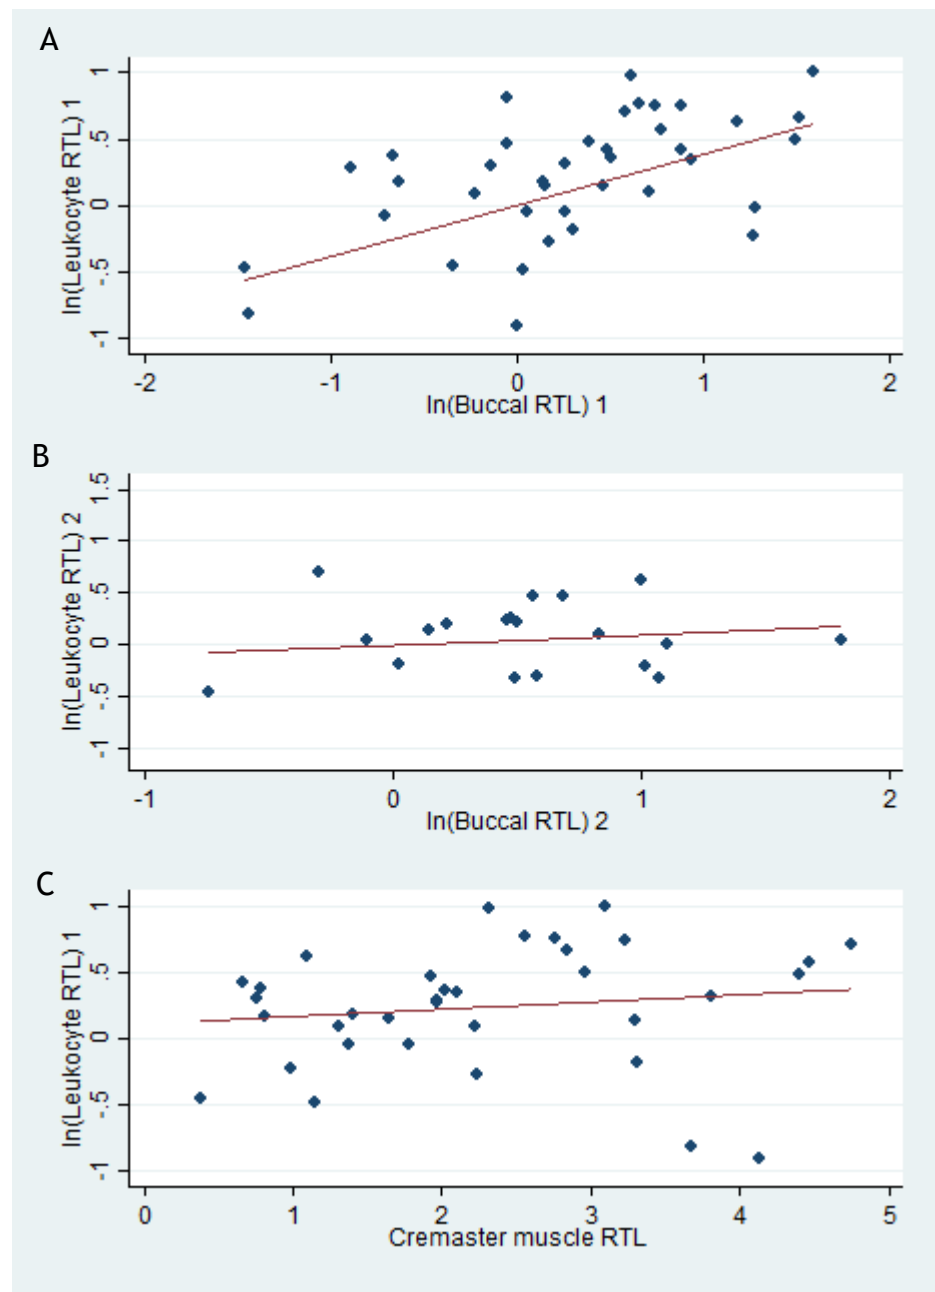 A
ln(Leukocyte RTL) 1
1
.5
0
-.5
-1
-2 -1 0 1 2
ln(Buccal RTL) 1
B
ln(Leukocyte RTL) 2
1.5
1
.5
0
-.5
-1
-1 0 1 2
ln(Buccal RTL) 2
C
ln(Leukocyte RTL) 1
1
.5
0
-.5
-1
0 1 2 3 4 5
Cremaster muscle RTL